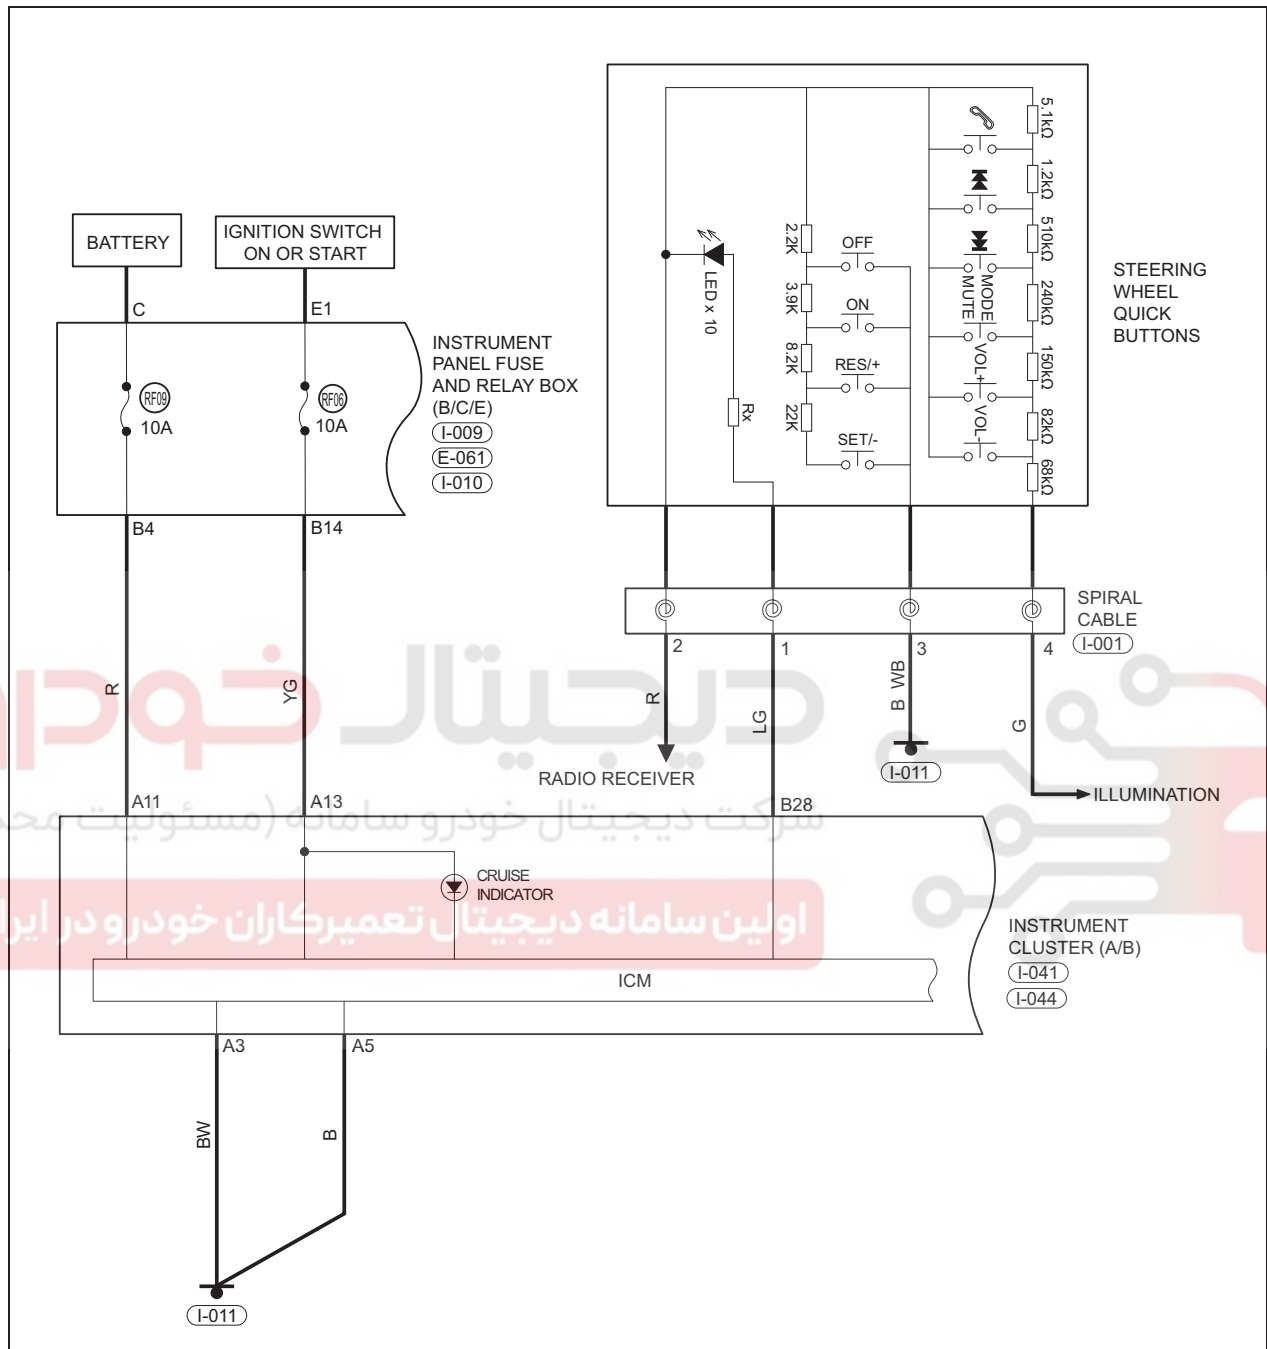 BATTERY
IGNITION SWITCH
ON OR START
C
E1
INSTRUMENT
PANEL FUSE
AND RELAY BOX
(B/C/E)
I-009
E-061
I-010
RF09
10A
RF06
10A
B4
B14
R
YG
A11
A13
5.1kΩ
1.2kΩ
510kΩ
240kΩ
150kΩ
82kΩ
68kΩ
MODE
MUTE
VOL+
VOL-
2.2K
3.9K
8.2K
22K
OFF
ON
RES/+
SET/-
LED x 10
Rx
STEERING
WHEEL
QUICK
BUTTONS
SPIRAL
CABLE
I-001
2
1
3
4
R
LG
B WB
G
RADIO RECEIVER
I-011
ILLUMINATION
B28
CRUISE
INDICATOR
ICM
INSTRUMENT
CLUSTER (A/B)
I-041
I-044
A3
A5
BW
B
I-011
دیجیتال خودرو
شرکت دیجیتال خودرو سامانه (مسئولیت
اولین سامانه دیجیتال تعمیرکاران خودرو در